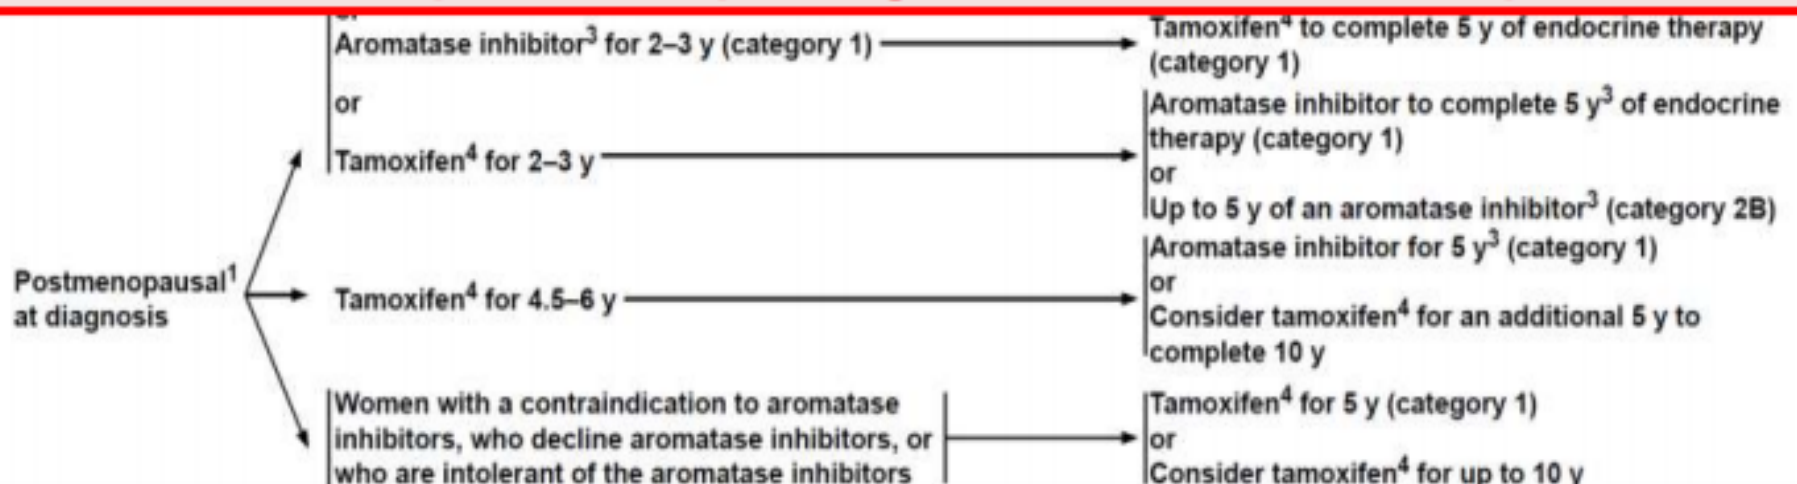 Aromatase inhibitor³ for 2–3 y (category 1)
or
Tamoxifen⁴ for 2–3 y
Tamoxifen⁴ to complete 5 y of endocrine therapy
(category 1)
Aromatase inhibitor to complete 5 y³ of endocrine
therapy (category 1)
or
Up to 5 y of an aromatase inhibitor³ (category 2B)
Postmenopausal¹
at diagnosis
Tamoxifen⁴ for 4.5–6 y
Aromatase inhibitor for 5 y³ (category 1)
or
Consider tamoxifen⁴ for an additional 5 y to
complete 10 y
Women with a contraindication to aromatase
inhibitors, who decline aromatase inhibitors, or
who are intolerant of the aromatase inhibitors
Tamoxifen⁴ for 5 y (category 1)
or
Consider tamoxifen⁴ for up to 10 y